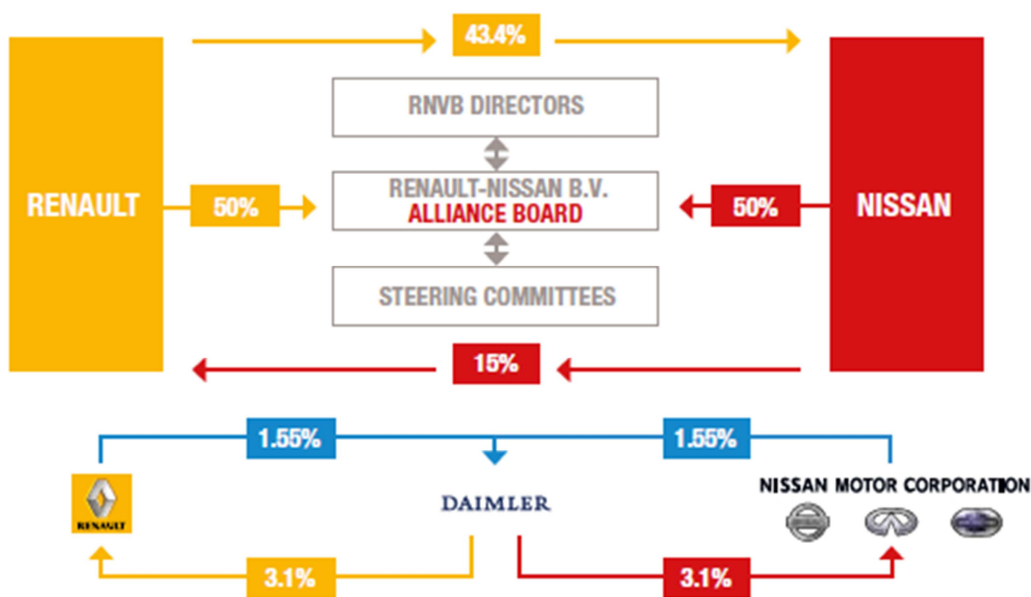 43.4%
RNVB DIRECTORS
RENAULT
50%
RENAULT-NISSAN B.V.
ALLIANCE BOARD
50%
NISSAN
STEERING COMMITTEES
15%
1.55%
1.55%
RENAULT
DAIMLER
NISSAN MOTOR CORPORATION
3.1%
3.1%